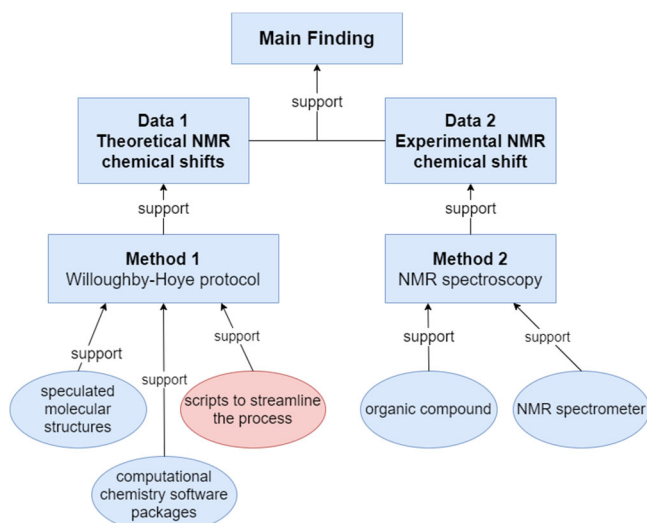 Main Finding
support
Data 1
Theoretical NMR
chemical shifts
Data 2
Experimental NMR
chemical shift
support
support
Method 1
Willoughby-Hoye protocol
Method 2
NMR spectroscopy
support
support
support
support
support
speculated
molecular
structures
scripts to streamline
the process
organic compound
NMR spectrometer
computational
chemistry software
packages